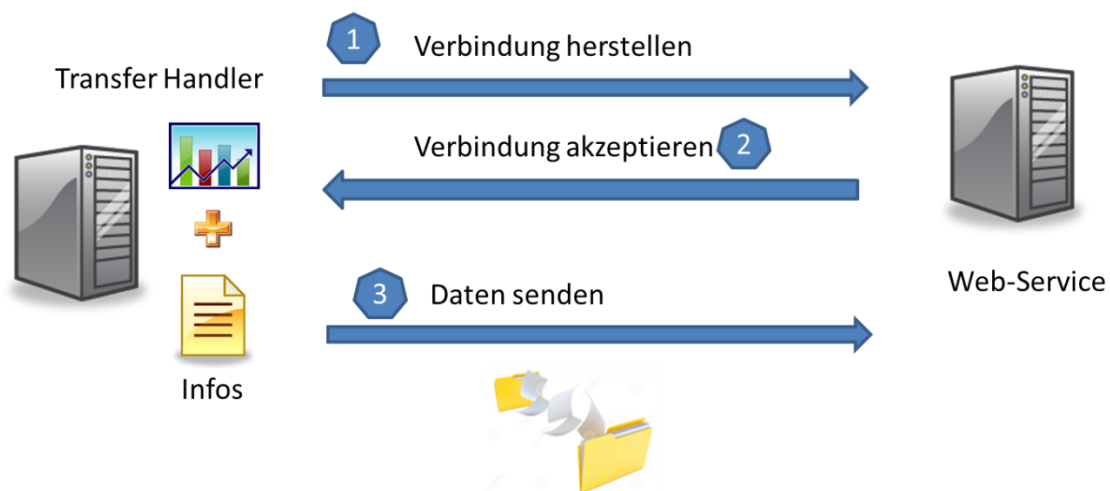 1
Verbindung herstellen
Transfer Handler
Verbindung akzeptieren
2
3
Daten senden
Web-Service
Infos